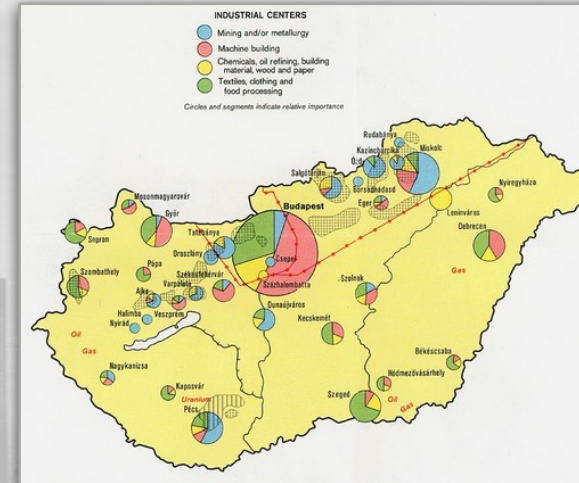 INDUSTRIAL CENTERS
Mining and/or metallurgy
Machine building
Chemicals, oil refining, building
material, wood and paper
Textiles, clothing and
food processing
Circles and segments indicate relative importance
Rudabánya
Kazincbarcika
Miskolc
Ózd
Salgótarján
Borsodnádasd
Nyíregyháza
Eger
Mosonmagyaróvár
Budapest
Leninváros
Győr
Debrecen
Tatabánya
Sopron
Oroszlány
Csepel
Pápa
Gas
Szombathely
Székesfehérvár
Százhalombatta
Várpalota
Ajka
Szolnok
Dunaújváros
Halimba
Veszprém
Kecskemét
Nyirád
Oil
Gas
Békéscsaba
Nagykanizsa
Hódmezővásárhely
Kaposvár
Uranium
Szeged
Oil
Pécs
Gas